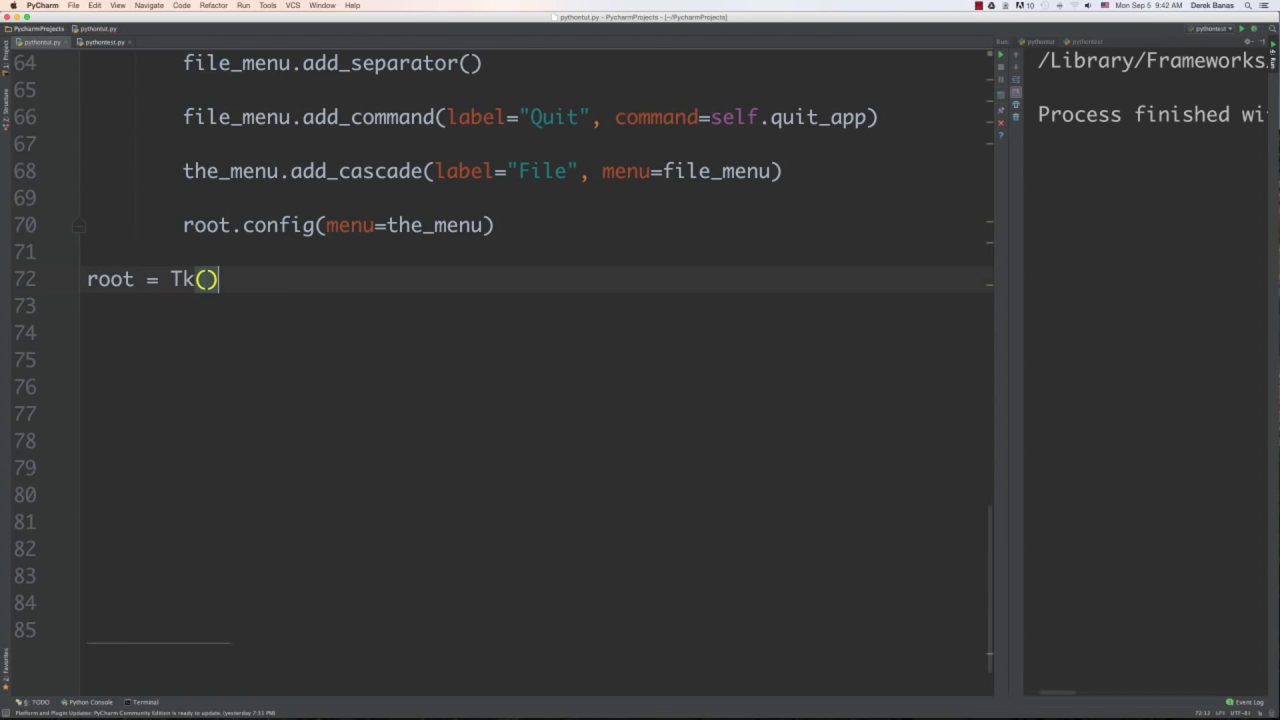 PyCharm File Edit View Navigate Code Refactor Run Tools VCS Window Help 10 Mon Sep 5 9:42 AM Derek Banas
pythontut.py - PycharmProjects - [~/PycharmProjects]
PycharmProjects pythontut.py pythontest
pythontut.py pythontest.py Run: pythontut pythontest
64 file_menu.add_separator()
65
66 file_menu.add_command(label="Quit", command=self.quit_app)
67
68 the_menu.add_cascade(label="File", menu=file_menu)
69
70 root.config(menu=the_menu)
71
72 root = Tk()
73
74
75
76
77
78
79
80
81
82
83
84
85
/Library/Frameworks
Process finished wi
1: Project
7: Structure
2: Favorites
4: Run
6: TODO Python Console Terminal Event Log
Platform and Plugin Updates: PyCharm Community Edition is ready to update. (yesterday 7:31 PM) 72:12 LF÷ UTF-8÷